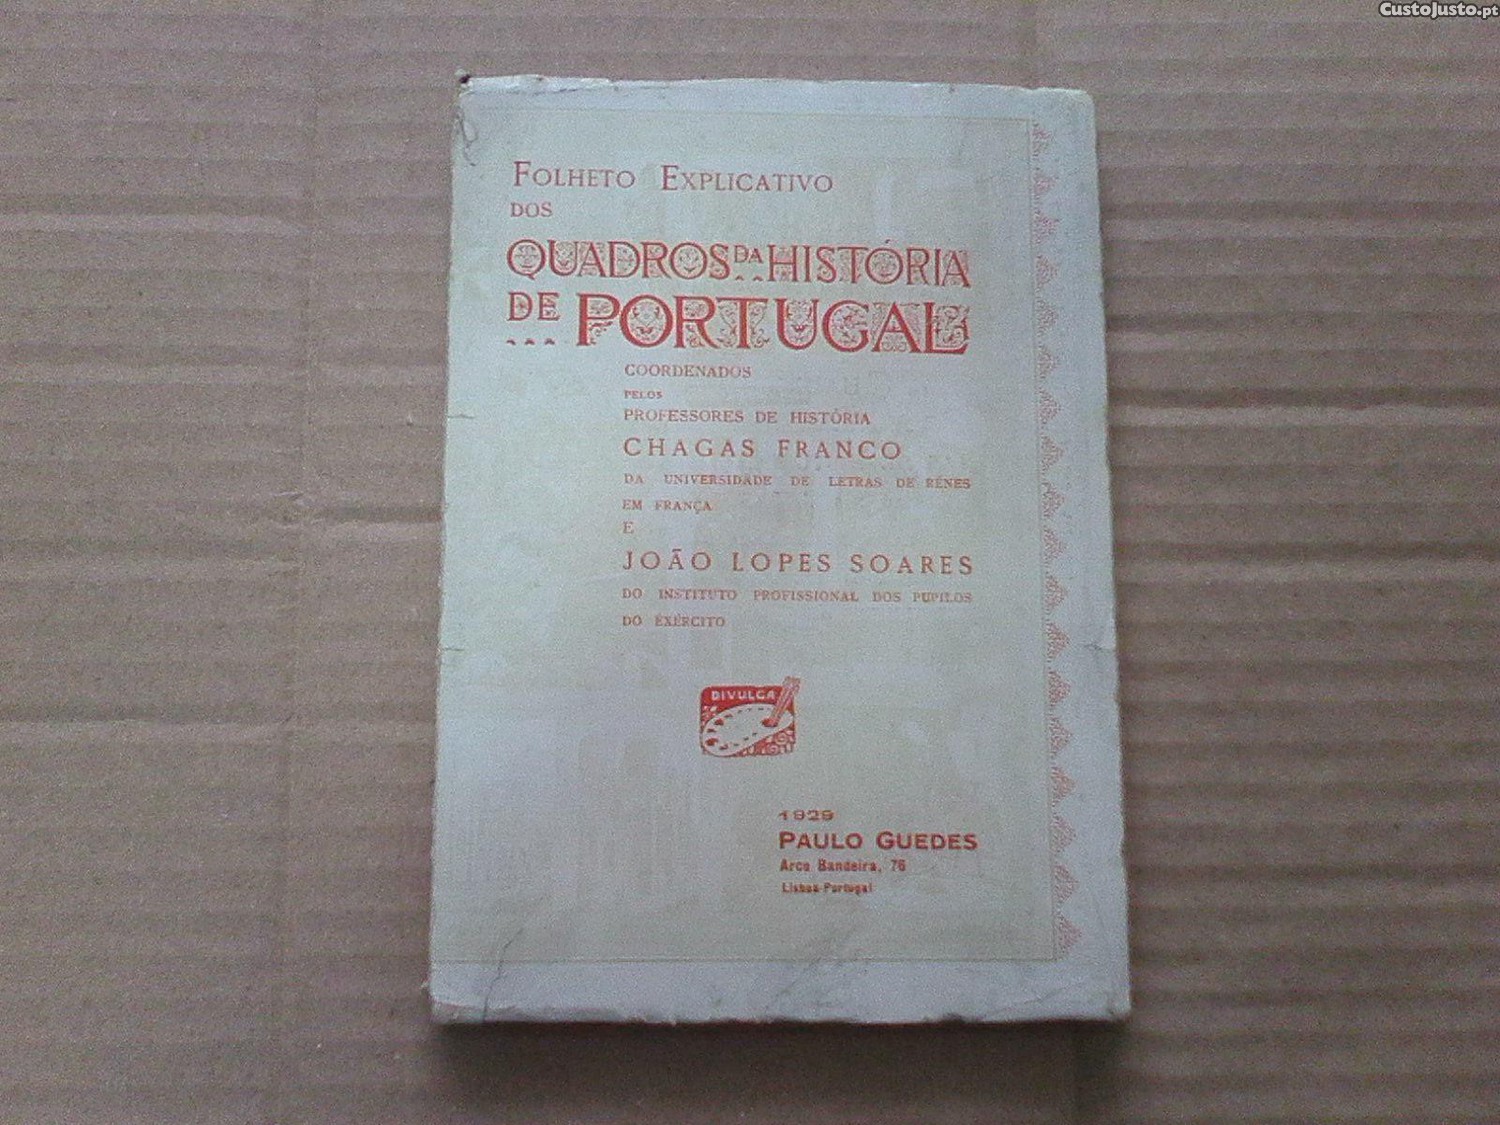 CustoJusto.pt
FOLHETO EXPLICATIVO
DOS
QUADROS DA HISTÓRIA
DE PORTUGAL
COORDENADOS
PELOS
PROFESSORES DE HISTÓRIA
CHAGAS FRANCO
DA UNIVERSIDADE DE LETRAS DE RÉNES
EM FRANÇA
E
JOÃO LOPES SOARES
DO INSTITUTO PROFISSIONAL DOS PUPILOS
DO EXÉRCITO
DIVULGA
1929
PAULO GUEDES
Arco Bandeira, 76
Lisboa-Portugal